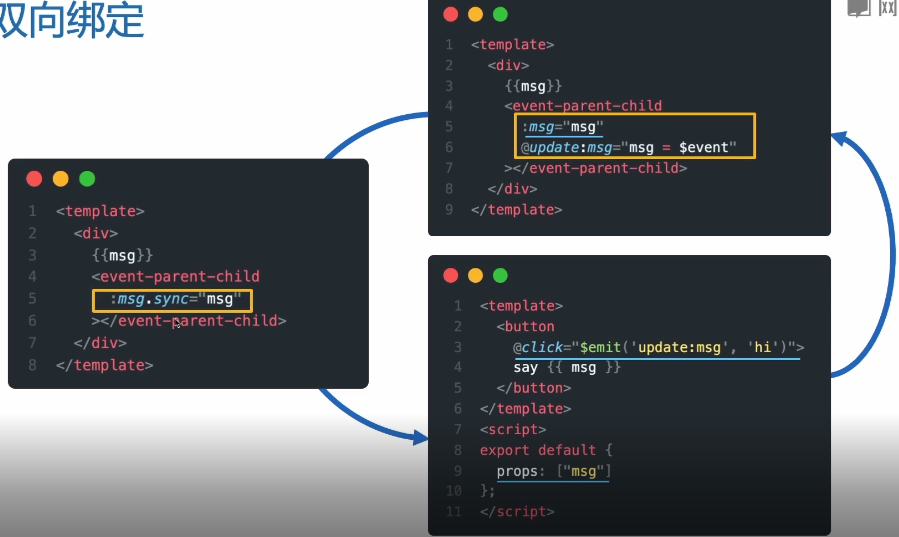 双向绑定
网
1 <template>
2 <div>
3 {{msg}}
4 <event-parent-child
5 :msg="msg"
6 @update:msg="msg = $event"
7 ></event-parent-child>
8 </div>
9 </template>
1 <template>
2 <div>
3 {{msg}}
4 <event-parent-child
5 :msg.sync="msg"
6 ></event-parent-child>
7 </div>
8 </template>
1 <template>
2 <button
3 @click="$emit('update:msg', 'hi')">
4 say {{ msg }}
5 </button>
6 </template>
7 <script>
8 export default {
9 props: ["msg"]
10 };
11 </script>